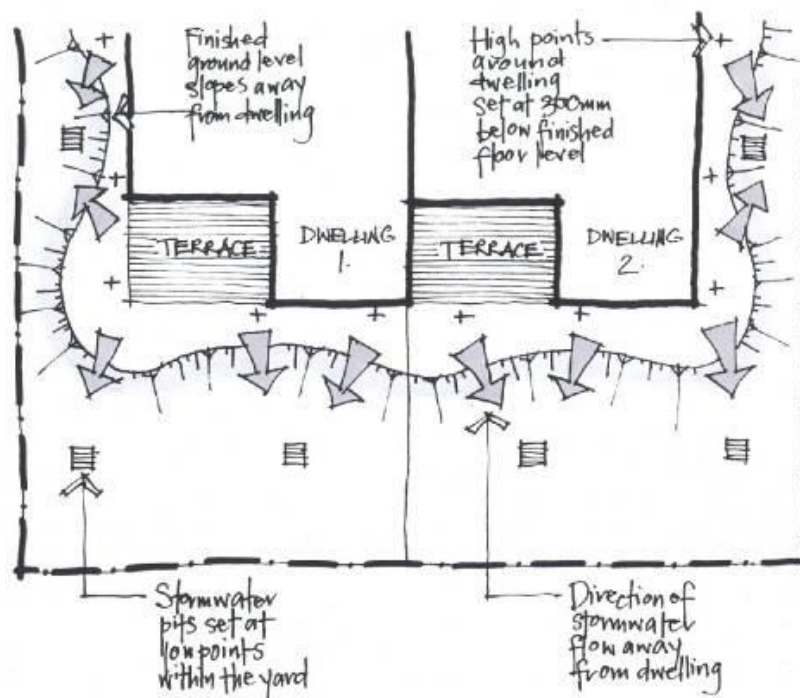 Finished
ground level
slopes away
from dwelling
High points
around
dwelling
set at 300mm
below finished
floor level
TERRACE
DWELLING
1.
TERRACE
DWELLING
2.
Stormwater
pits set at
low points
within the yard
Direction of
stormwater
flow away
from dwelling